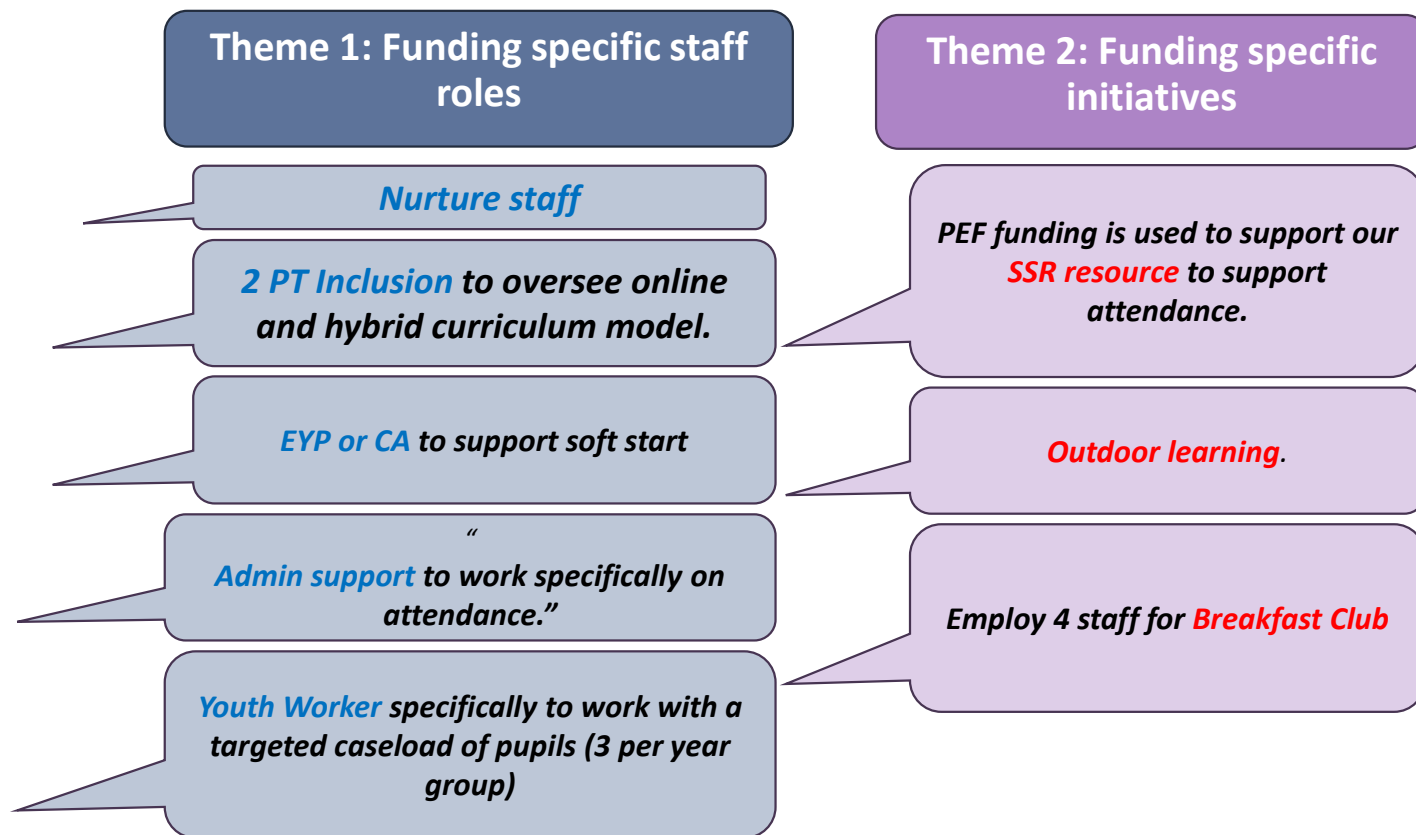 Theme 1: Funding specific staff
roles
Nurture staff
2 PT Inclusion to oversee online
and hybrid curriculum model.
EYP or CA to support soft start
“
Admin support to work specifically on
attendance.”
Youth Worker specifically to work with a
targeted caseload of pupils (3 per year
group)
Theme 2: Funding specific
initiatives
PEF funding is used to support our
SSR resource to support
attendance.
Outdoor learning.
Employ 4 staff for Breakfast Club